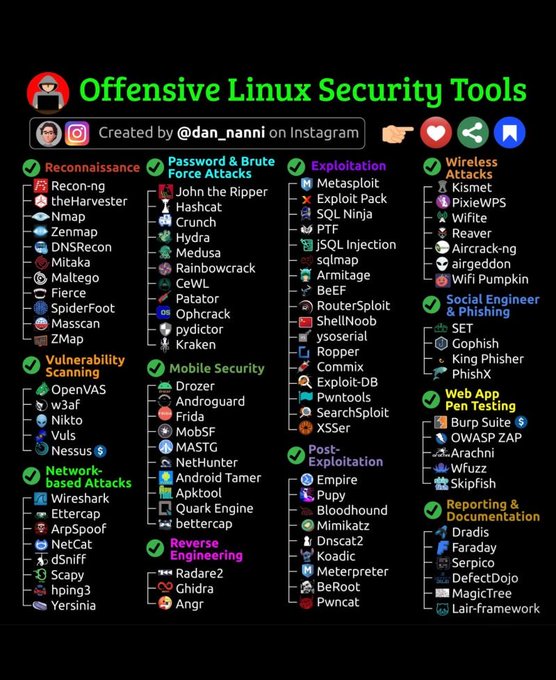 Offensive Linux Security Tools
Created by @dan_nanni on Instagram
Reconnaissance
Recon-ng
theHarvester
Nmap
Zenmap
DNSRecon
Mitaka
Maltego
Fierce
SpiderFoot
Masscan
ZMap
Vulnerability
Scanning
OpenVAS
w3af
Nikto
Vuls
Nessus $
Network-
based Attacks
Wireshark
Ettercap
ArpSpoof
NetCat
dSniff
Scapy
hping3
Yersinia
Password & Brute
Force Attacks
John the Ripper
Hashcat
Crunch
Hydra
Medusa
Rainbowcrack
CeWL
Patator
Ophcrack
pydictor
Kraken
Mobile Security
Drozer
Androguard
Frida
MobSF
MASTG
NetHunter
Android Tamer
Apktool
Quark Engine
bettercap
Reverse
Engineering
Radare2
Ghidra
Angr
Exploitation
Metasploit
Exploit Pack
SQL Ninja
PTF
jSQL Injection
sqlmap
Armitage
BeEF
RouterSploit
ShellNoob
ysoserial
Ropper
Commix
Exploit-DB
Pwntools
SearchSploit
XSSer
Post-
Exploitation
Empire
Pupy
Bloodhound
Mimikatz
Dnscat2
Koadic
Meterpreter
BeRoot
Pwncat
Wireless
Attacks
Kismet
PixieWPS
Wifite
Reaver
Aircrack-ng
airgeddon
Wifi Pumpkin
Social Engineer
& Phishing
SET
Gophish
King Phisher
PhishX
Web App
Pen Testing
Burp Suite $
OWASP ZAP
Arachni
Wfuzz
Skipfish
Reporting &
Documentation
Dradis
Faraday
Serpico
DefectDojo
MagicTree
Lair-framework